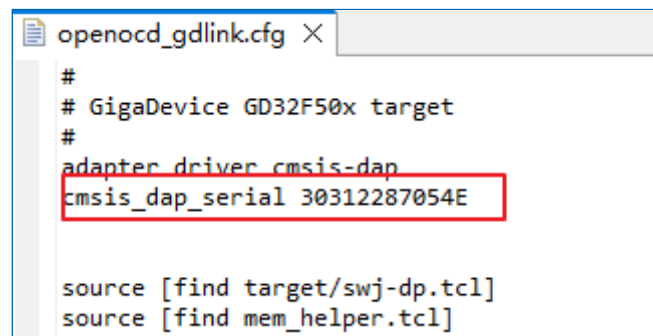 openocd_gdlink.cfg
#
# GigaDevice GD32F50x target
#
adapter driver cmsis-dap
cmsis_dap_serial 30312287054E
source [find target/swj-dp.tcl]
source [find mem_helper.tcl]